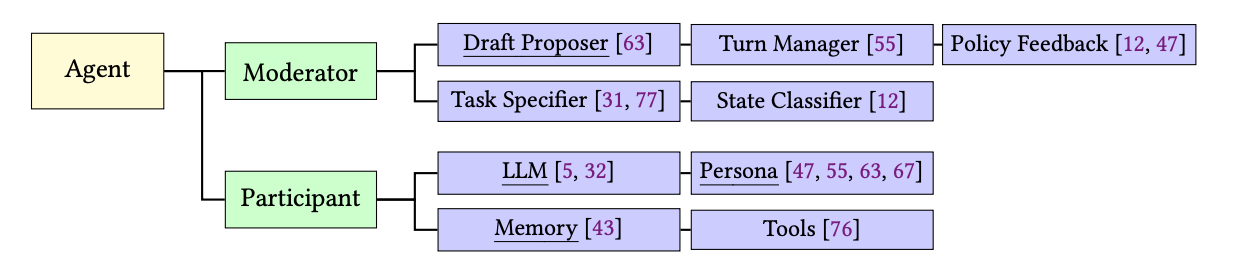 Agent
Moderator
Draft Proposer [63]
Turn Manager [55]
Policy Feedback [12, 47]
Task Specifier [31, 77]
State Classifier [12]
Participant
LLM [5, 32]
Persona [47, 55, 63, 67]
Memory [43]
Tools [76]